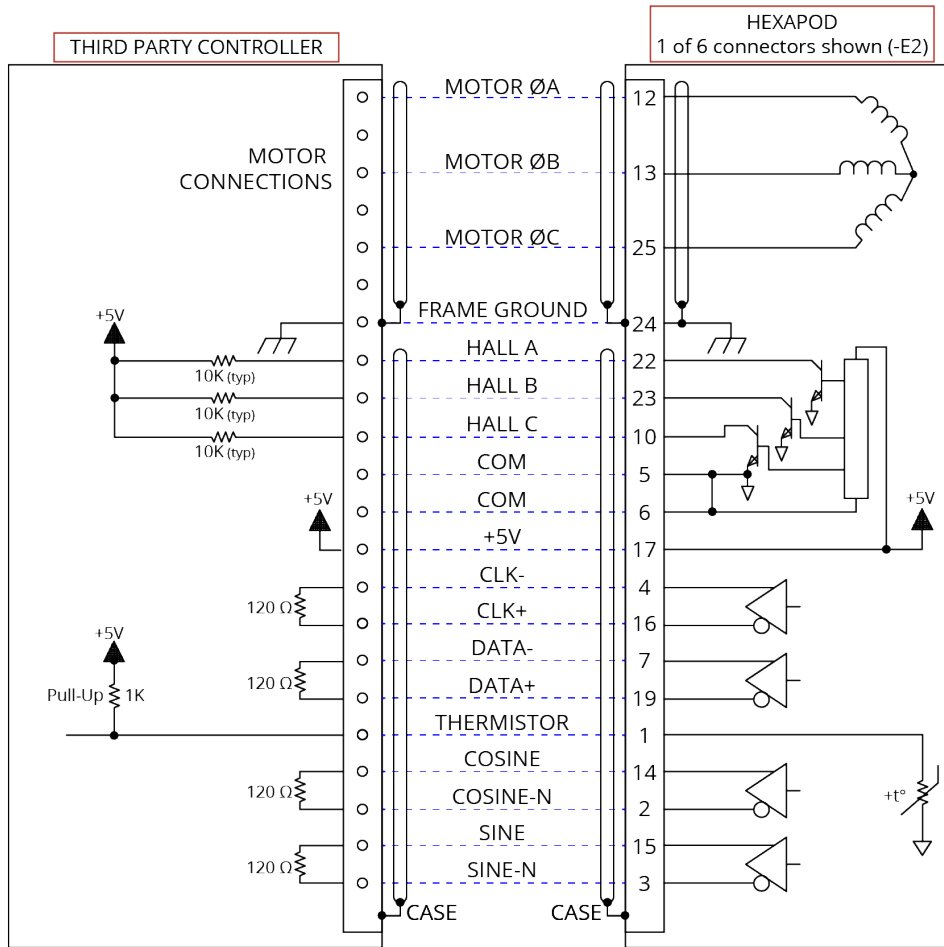 THIRD PARTY CONTROLLER
HEXAPOD
1 of 6 connectors shown (-E2)
MOTOR
CONNECTIONS
MOTOR ØA
12
MOTOR ØB
13
MOTOR ØC
25
FRAME GROUND
24
+5V
HALL A
22
10K (typ)
HALL B
23
10K (typ)
HALL C
10
10K (typ)
COM
5
+5V
COM
6
+5V
+5V
17
CLK-
4
120 Ω
CLK+
16
+5V
DATA-
7
120 Ω
Pull-Up
1K
DATA+
19
THERMISTOR
1
COSINE
14
120 Ω
COSINE-N
2
+t°
SINE
15
120 Ω
SINE-N
3
CASE
CASE